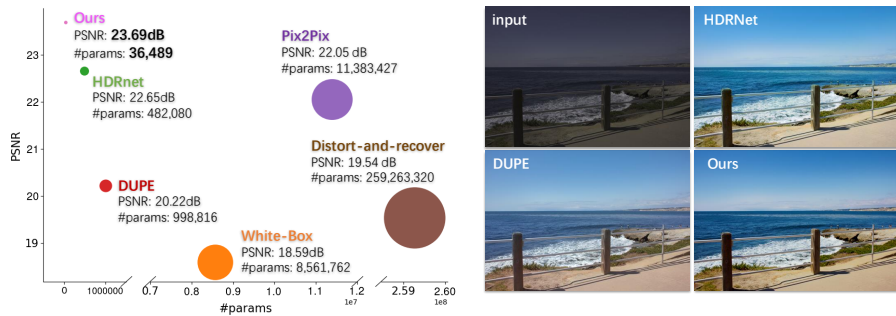 Ours
PSNR: 23.69dB
#params: 36,489
HDRnet
PSNR: 22.65dB
#params: 482,080
Pix2Pix
PSNR: 22.05 dB
#params: 11,383,427
Distort-and-recover
PSNR: 19.54 dB
#params: 259,263,320
DUPE
PSNR: 20.22dB
#params: 998,816
White-Box
PSNR: 18.59dB
#params: 8,561,762
PSNR
23
22
21
20
19
0 1000000 0.7 0.8 0.9 1.0 1.1 1.2 2.59 2.60
1e7 1e8
#params
input
HDRNet
DUPE
Ours